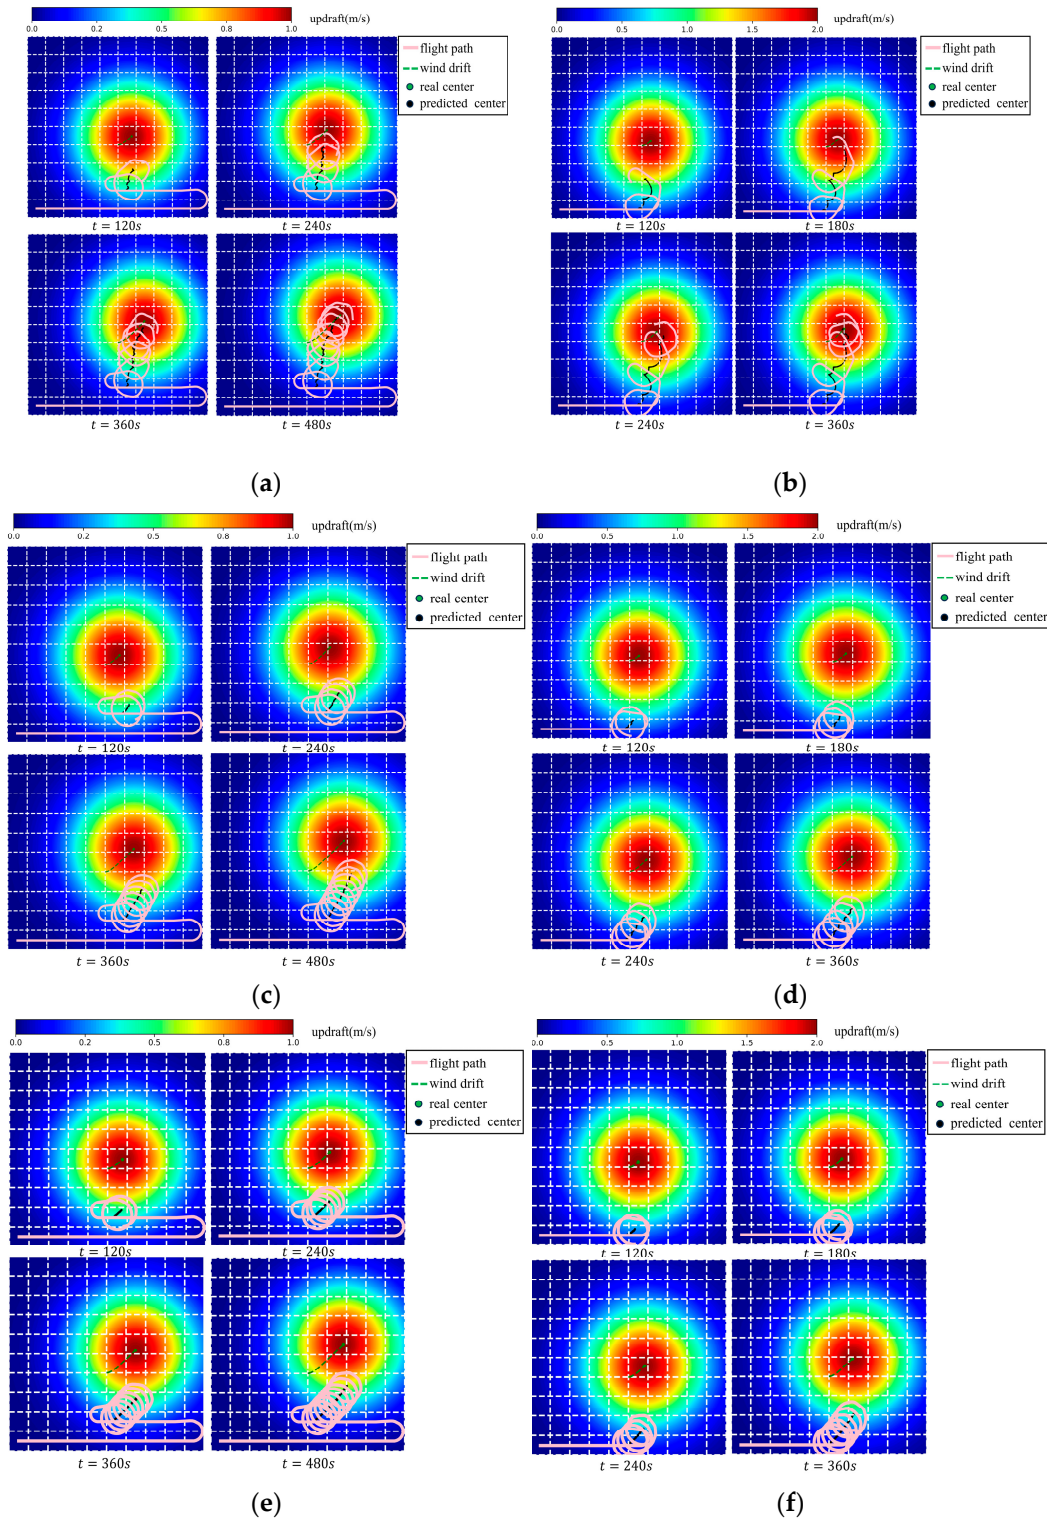 updraft(m/s)
0.0 0.2 0.5 0.8 1.0
flight path
wind drift
real center
predicted center
t = 120s
t = 240s
t = 360s
t = 480s
(a)
updraft(m/s)
0.0 0.5 1.0 1.5 2.0
flight path
wind drift
real center
predicted center
t = 120s
t = 180s
t = 240s
t = 360s
(b)
updraft(m/s)
0.0 0.2 0.5 0.8 1.0
flight path
wind drift
real center
predicted center
t = 120s
t = 240s
t = 360s
t = 480s
(c)
updraft(m/s)
0.0 0.5 1.0 1.5 2.0
flight path
wind drift
real center
predicted center
t = 120s
t = 180s
t = 240s
t = 360s
(d)
updraft(m/s)
0.0 0.2 0.5 0.8 1.0
flight path
wind drift
real center
predicted center
t = 120s
t = 240s
t = 360s
t = 480s
(e)
updraft(m/s)
0.0 0.5 1.0 1.5 2.0
flight path
wind drift
real center
predicted center
t = 120s
t = 180s
t = 240s
t = 360s
(f)